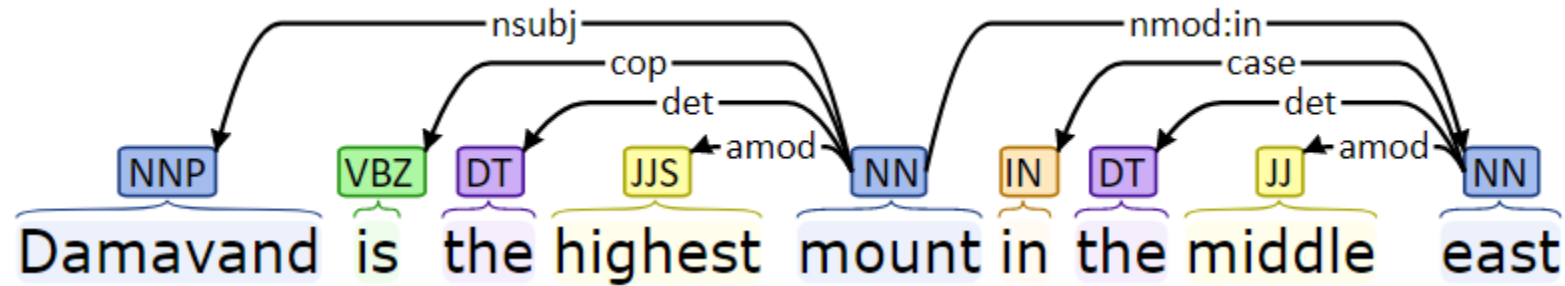 nsubj nmod:in
cop case
det det
amod amod
NNP VBZ DT JJS NN IN DT JJ NN
Damavand is the highest mount in the middle east